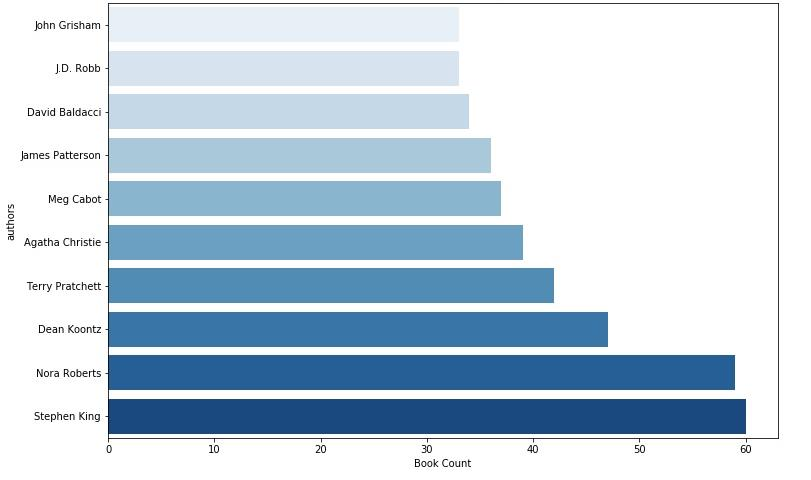 John Grisham
J.D. Robb
David Baldacci
James Patterson
Meg Cabot
Agatha Christie
Terry Pratchett
Dean Koontz
Nora Roberts
Stephen King
authors
0 10 20 30 40 50 60
Book Count